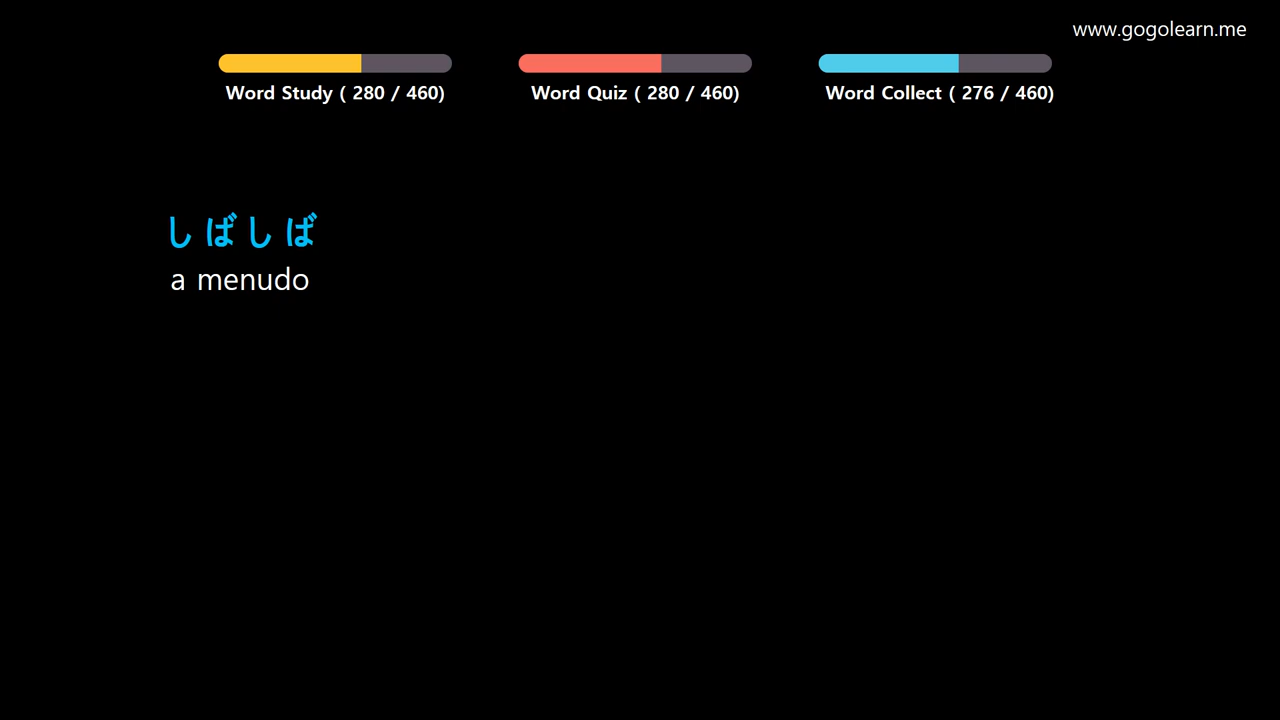 www.gogolearn.me
Word Study ( 280 / 460)
Word Quiz ( 280 / 460)
Word Collect ( 276 / 460)
しばしば
a menudo